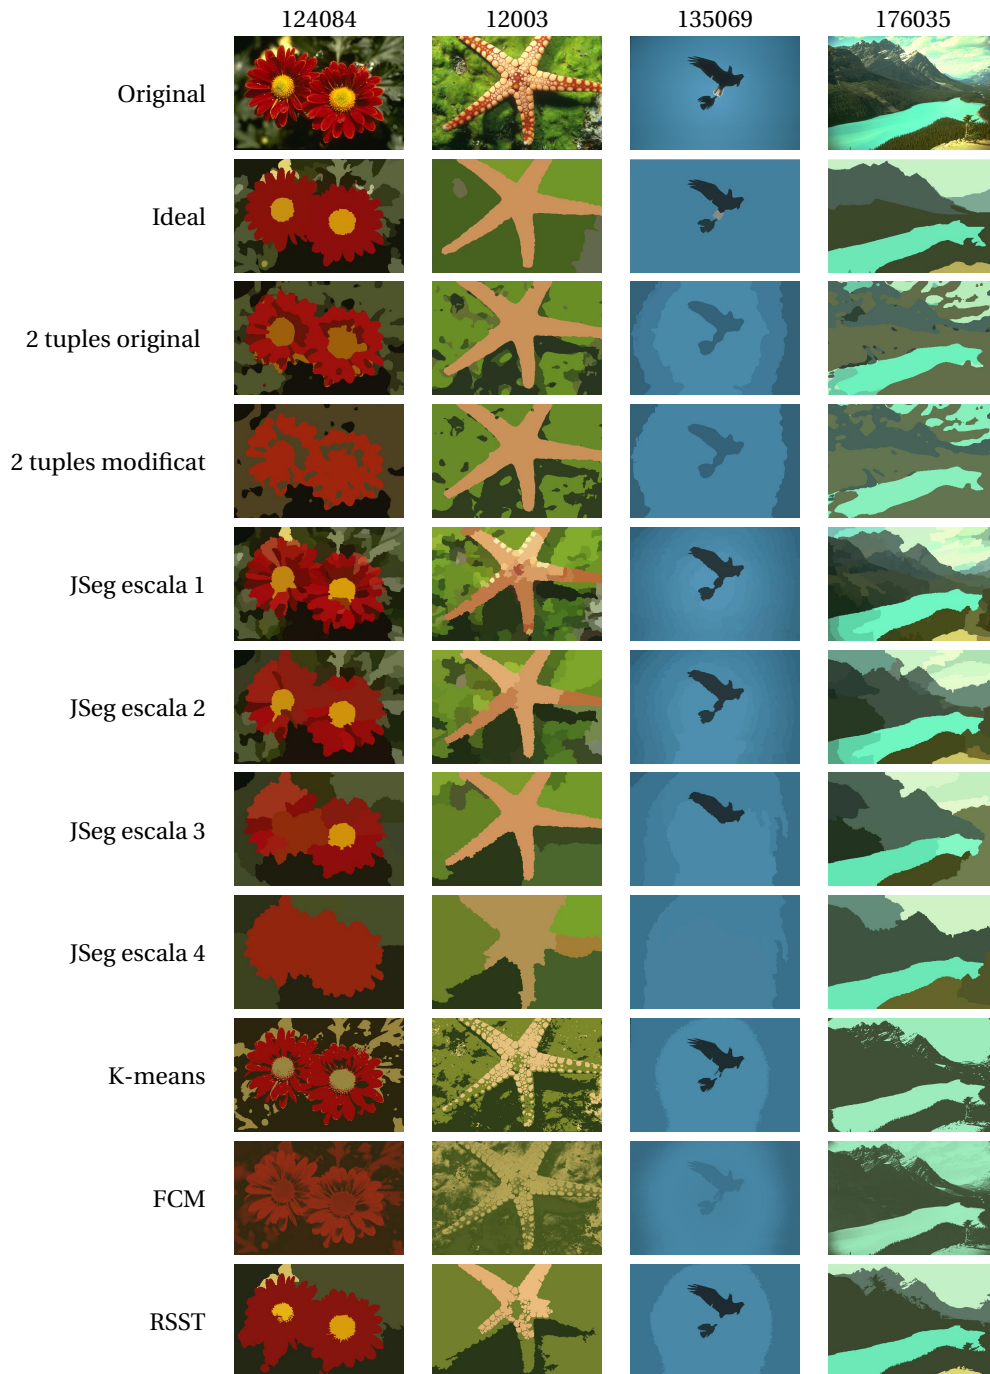 124084 12003 135069 176035
Original
Ideal
2 tuples original
2 tuples modificat
JSeg escala 1
JSeg escala 2
JSeg escala 3
JSeg escala 4
K-means
FCM
RSST